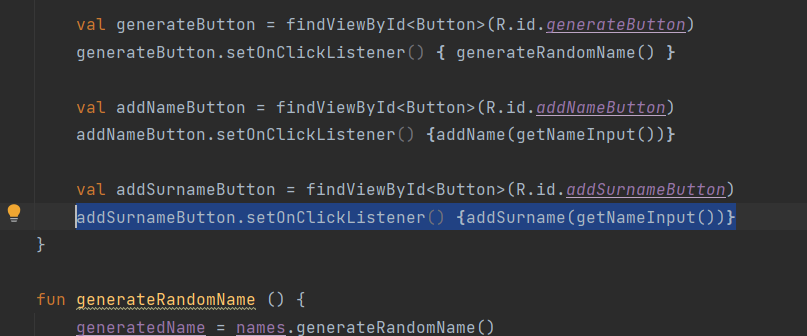 val generateButton = findViewById<Button>(R.id.generateButton)
generateButton.setOnClickListener() { generateRandomName() }
val addNameButton = findViewById<Button>(R.id.addNameButton)
addNameButton.setOnClickListener() {addName(getNameInput())}
val addSurnameButton = findViewById<Button>(R.id.addSurnameButton)
addSurnameButton.setOnClickListener() {addSurname(getNameInput())}
}
fun generateRandomName () {
generatedName = names.generateRandomName()